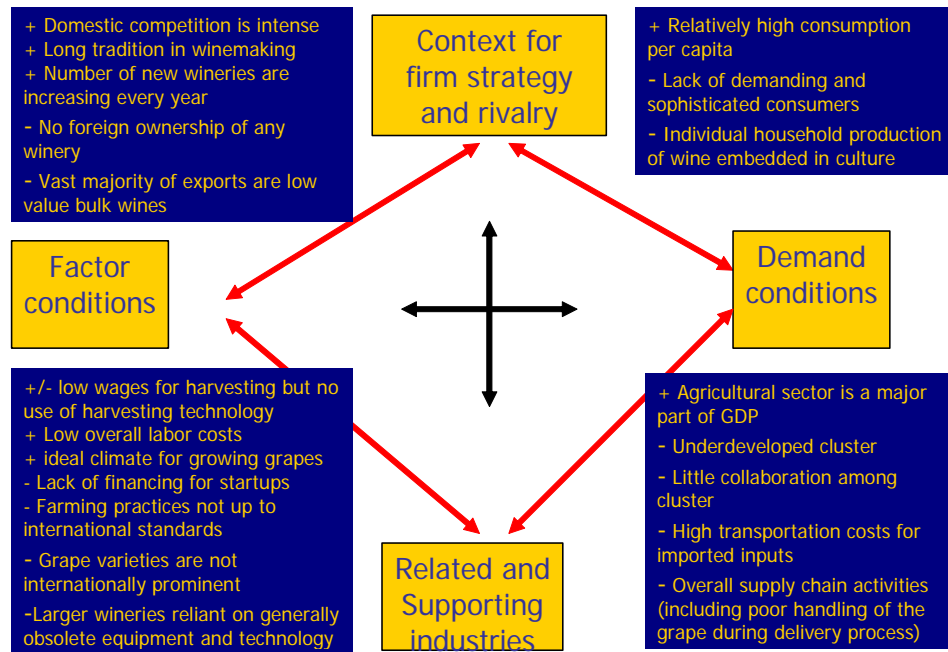 + Domestic competition is intense
+ Long tradition in winemaking
+ Number of new wineries are
increasing every year
- No foreign ownership of any
winery
- Vast majority of exports are low
value bulk wines
Context for
firm strategy
and rivalry
+ Relatively high consumption
per capita
- Lack of demanding and
sophisticated consumers
- Individual household production
of wine embedded in culture
Factor
conditions
Demand
conditions
+/- low wages for harvesting but no
use of harvesting technology
+ Low overall labor costs
+ ideal climate for growing grapes
- Lack of financing for startups
- Farming practices not up to
international standards
- Grape varieties are not
internationally prominent
-Larger wineries reliant on generally
obsolete equipment and technology
Related and
Supporting
industries
+ Agricultural sector is a major
part of GDP
- Underdeveloped cluster
- Little collaboration among
cluster
- High transportation costs for
imported inputs
- Overall supply chain activities
(including poor handling of the
grape during delivery process)